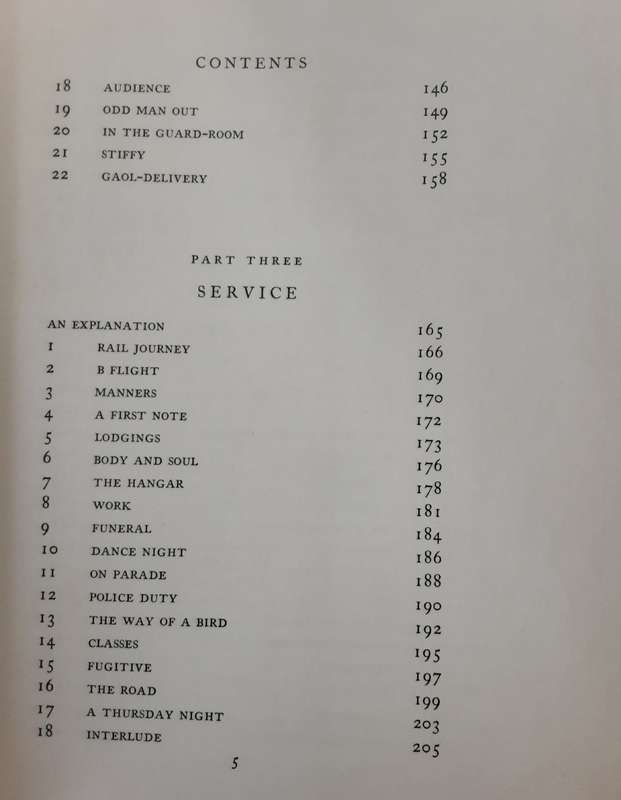 CONTENTS
18 AUDIENCE 146
19 ODD MAN OUT 149
20 IN THE GUARD-ROOM 152
21 STIFFY 155
22 GAOL-DELIVERY 158
PART THREE
SERVICE
AN EXPLANATION 165
1 RAIL JOURNEY 166
2 B FLIGHT 169
3 MANNERS 170
4 A FIRST NOTE 172
5 LODGINGS 173
6 BODY AND SOUL 176
7 THE HANGAR 178
8 WORK 181
9 FUNERAL 184
10 DANCE NIGHT 186
11 ON PARADE 188
12 POLICE DUTY 190
13 THE WAY OF A BIRD 192
14 CLASSES 195
15 FUGITIVE 197
16 THE ROAD 199
17 A THURSDAY NIGHT 203
18 INTERLUDE 205
5